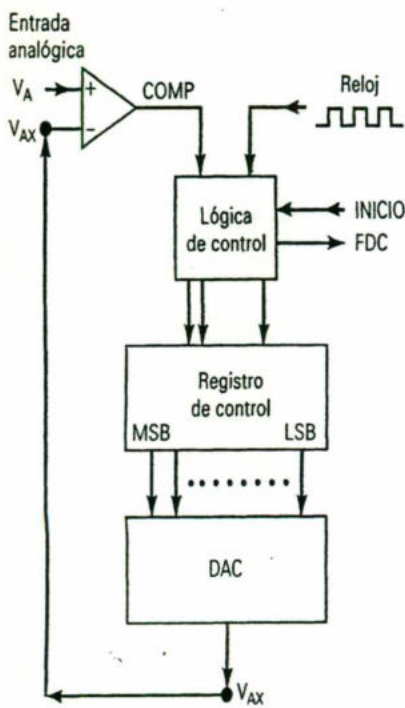 Entrada
analógica
V_A
+
COMP
Reloj
V_AX
−
Lógica
de control
INICIO
FDC
Registro
de control
MSB
LSB
DAC
V_AX